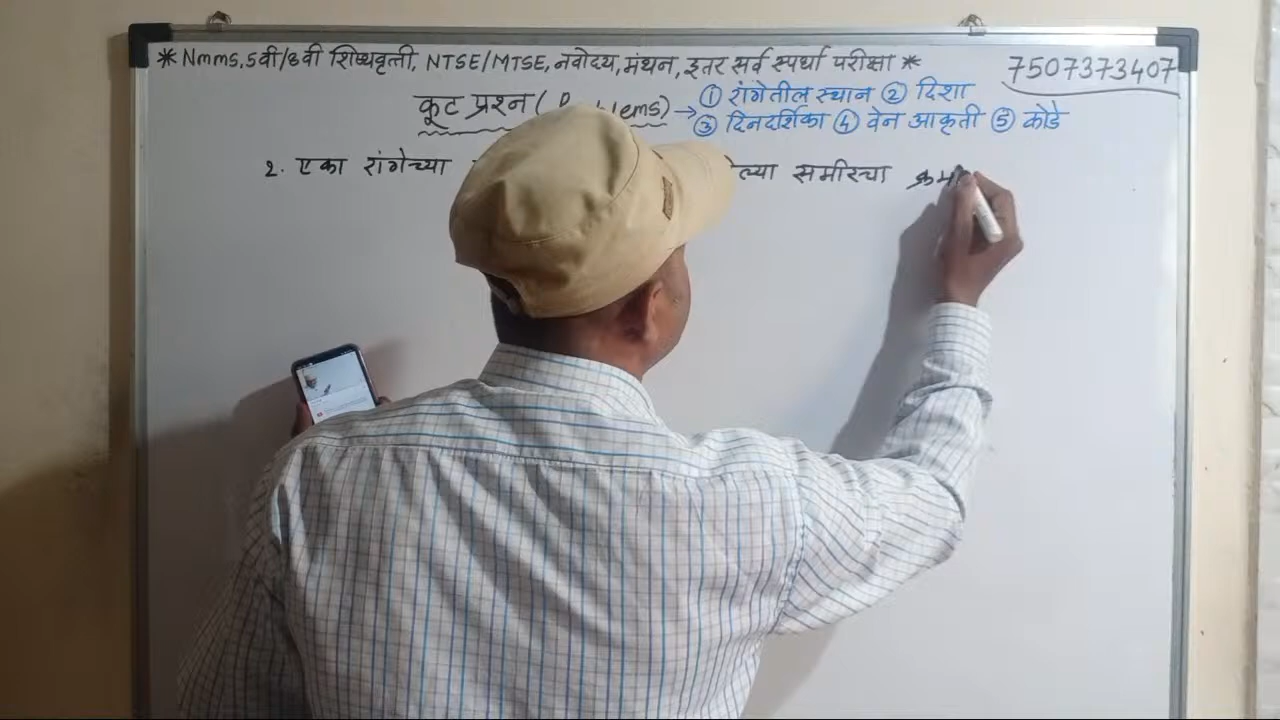 * Nmms, 5वी/8वी शिष्यवृत्ती, NTSE/MTSE, नवोदय, मंथन, इतर सर्व स्पर्धा परीक्षा *
7507373407
कूट प्रश्न ( → ① रांगेतील स्थान ② दिशा
③ दिनदर्शिका ④ वेन आकृती ⑤ कोडे
2. एका रांगेच्या समीरचा